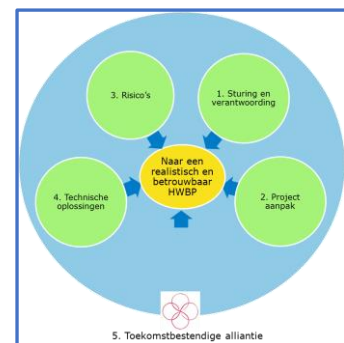 3. Risico's
1. Sturing en
verantwoording
Naar een
realistisch en
betrouwbaar
HWBP
4. Technische
oplossingen
2. Project
aanpak
5. Toekomstbestendige alliantie